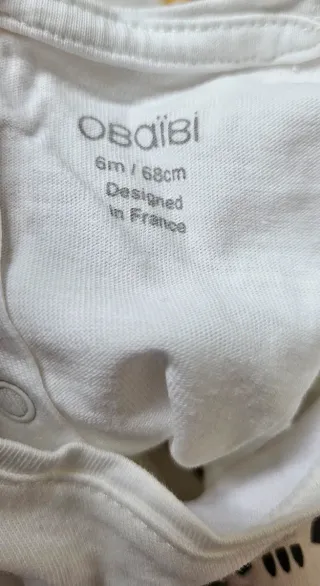 OBaïBi
6m / 68cm
Designed
in France